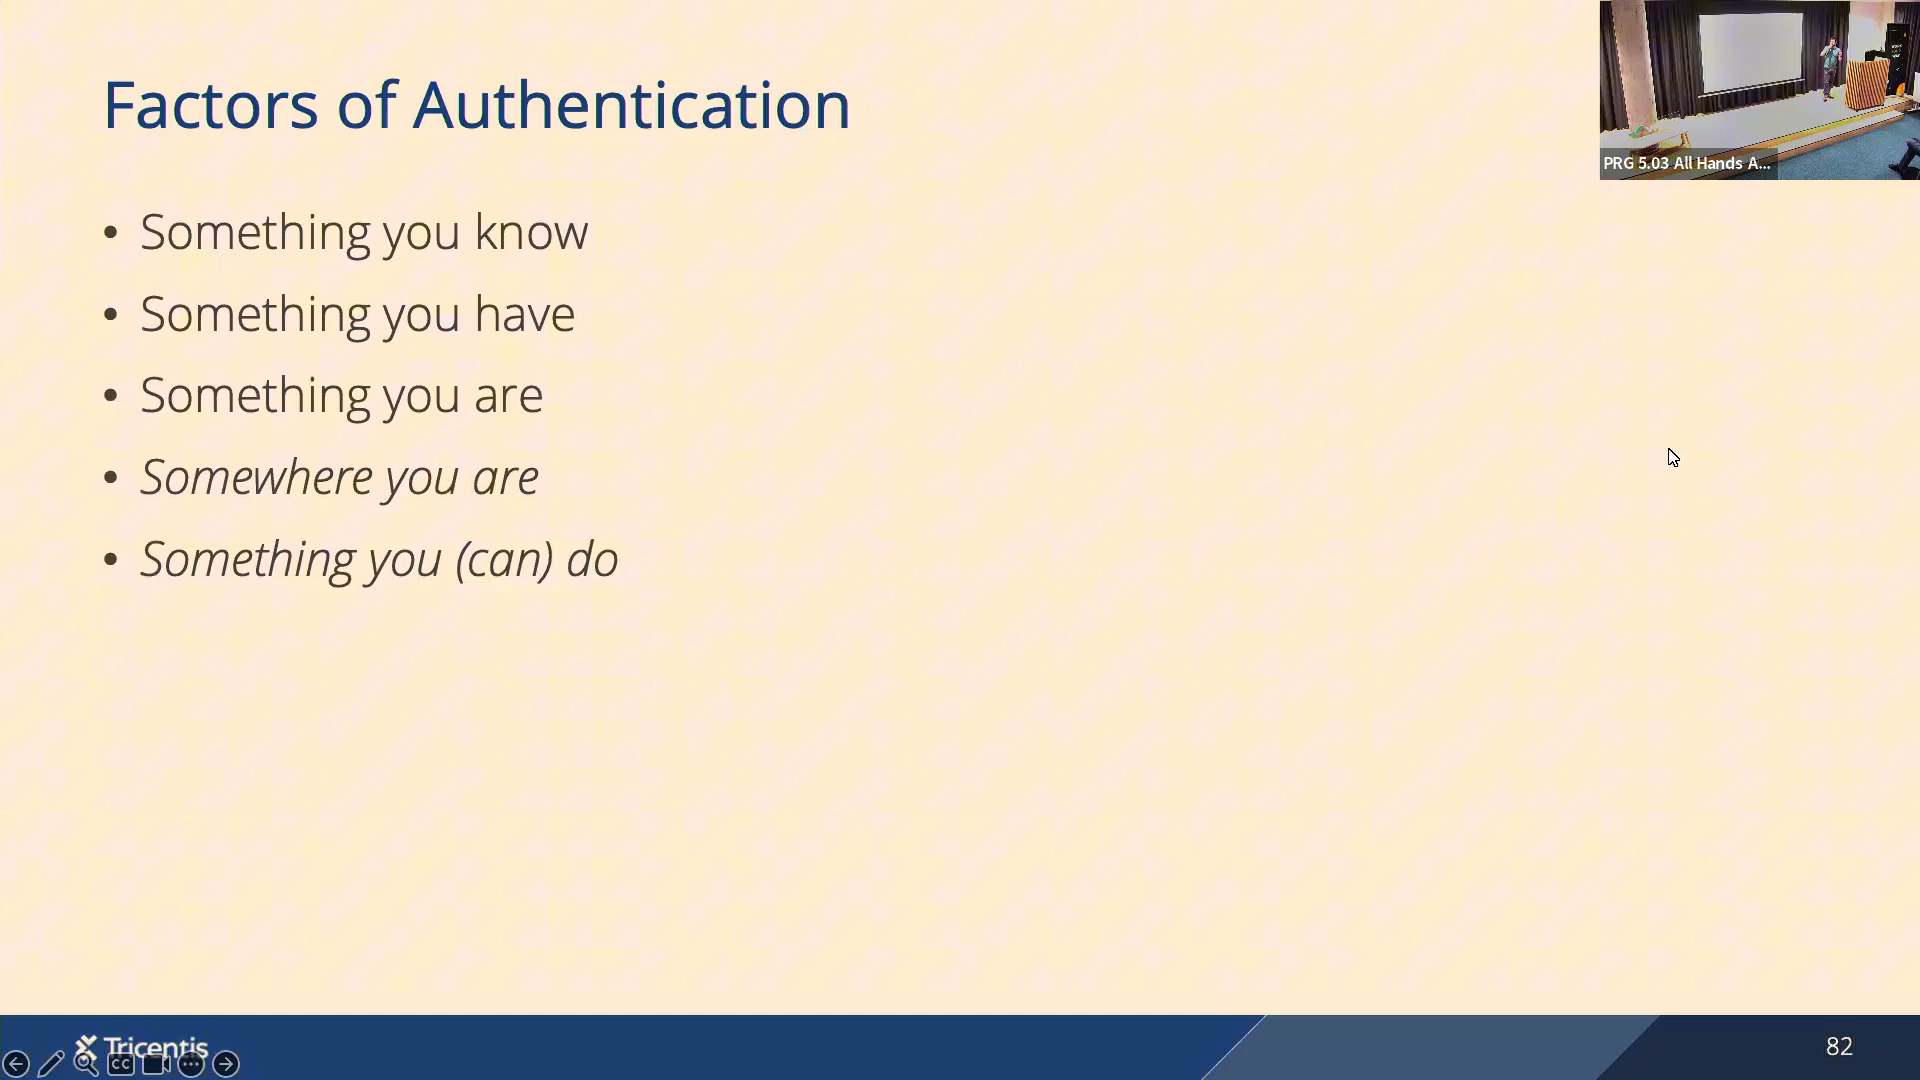 Factors of Authentication
PRG 5.03 All Hands A...
• Something you know
• Something you have
• Something you are
• Somewhere you are
• Something you (can) do
Tricentis
CC
82